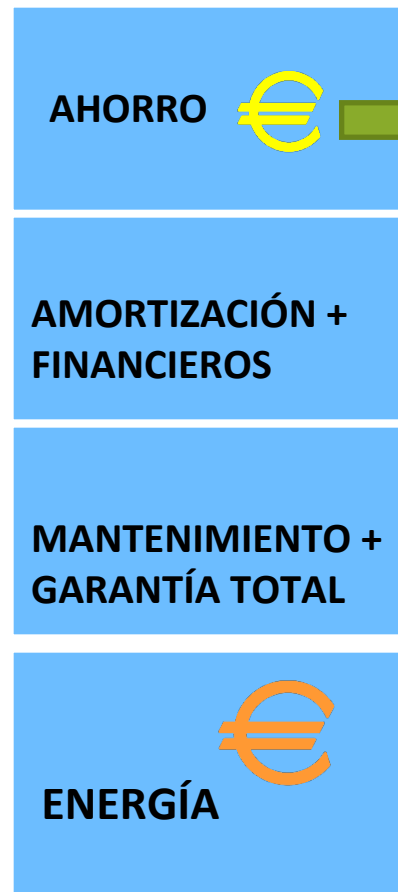 AHORRO €
AMORTIZACIÓN +
FINANCIEROS
MANTENIMIENTO +
GARANTÍA TOTAL
€
ENERGÍA